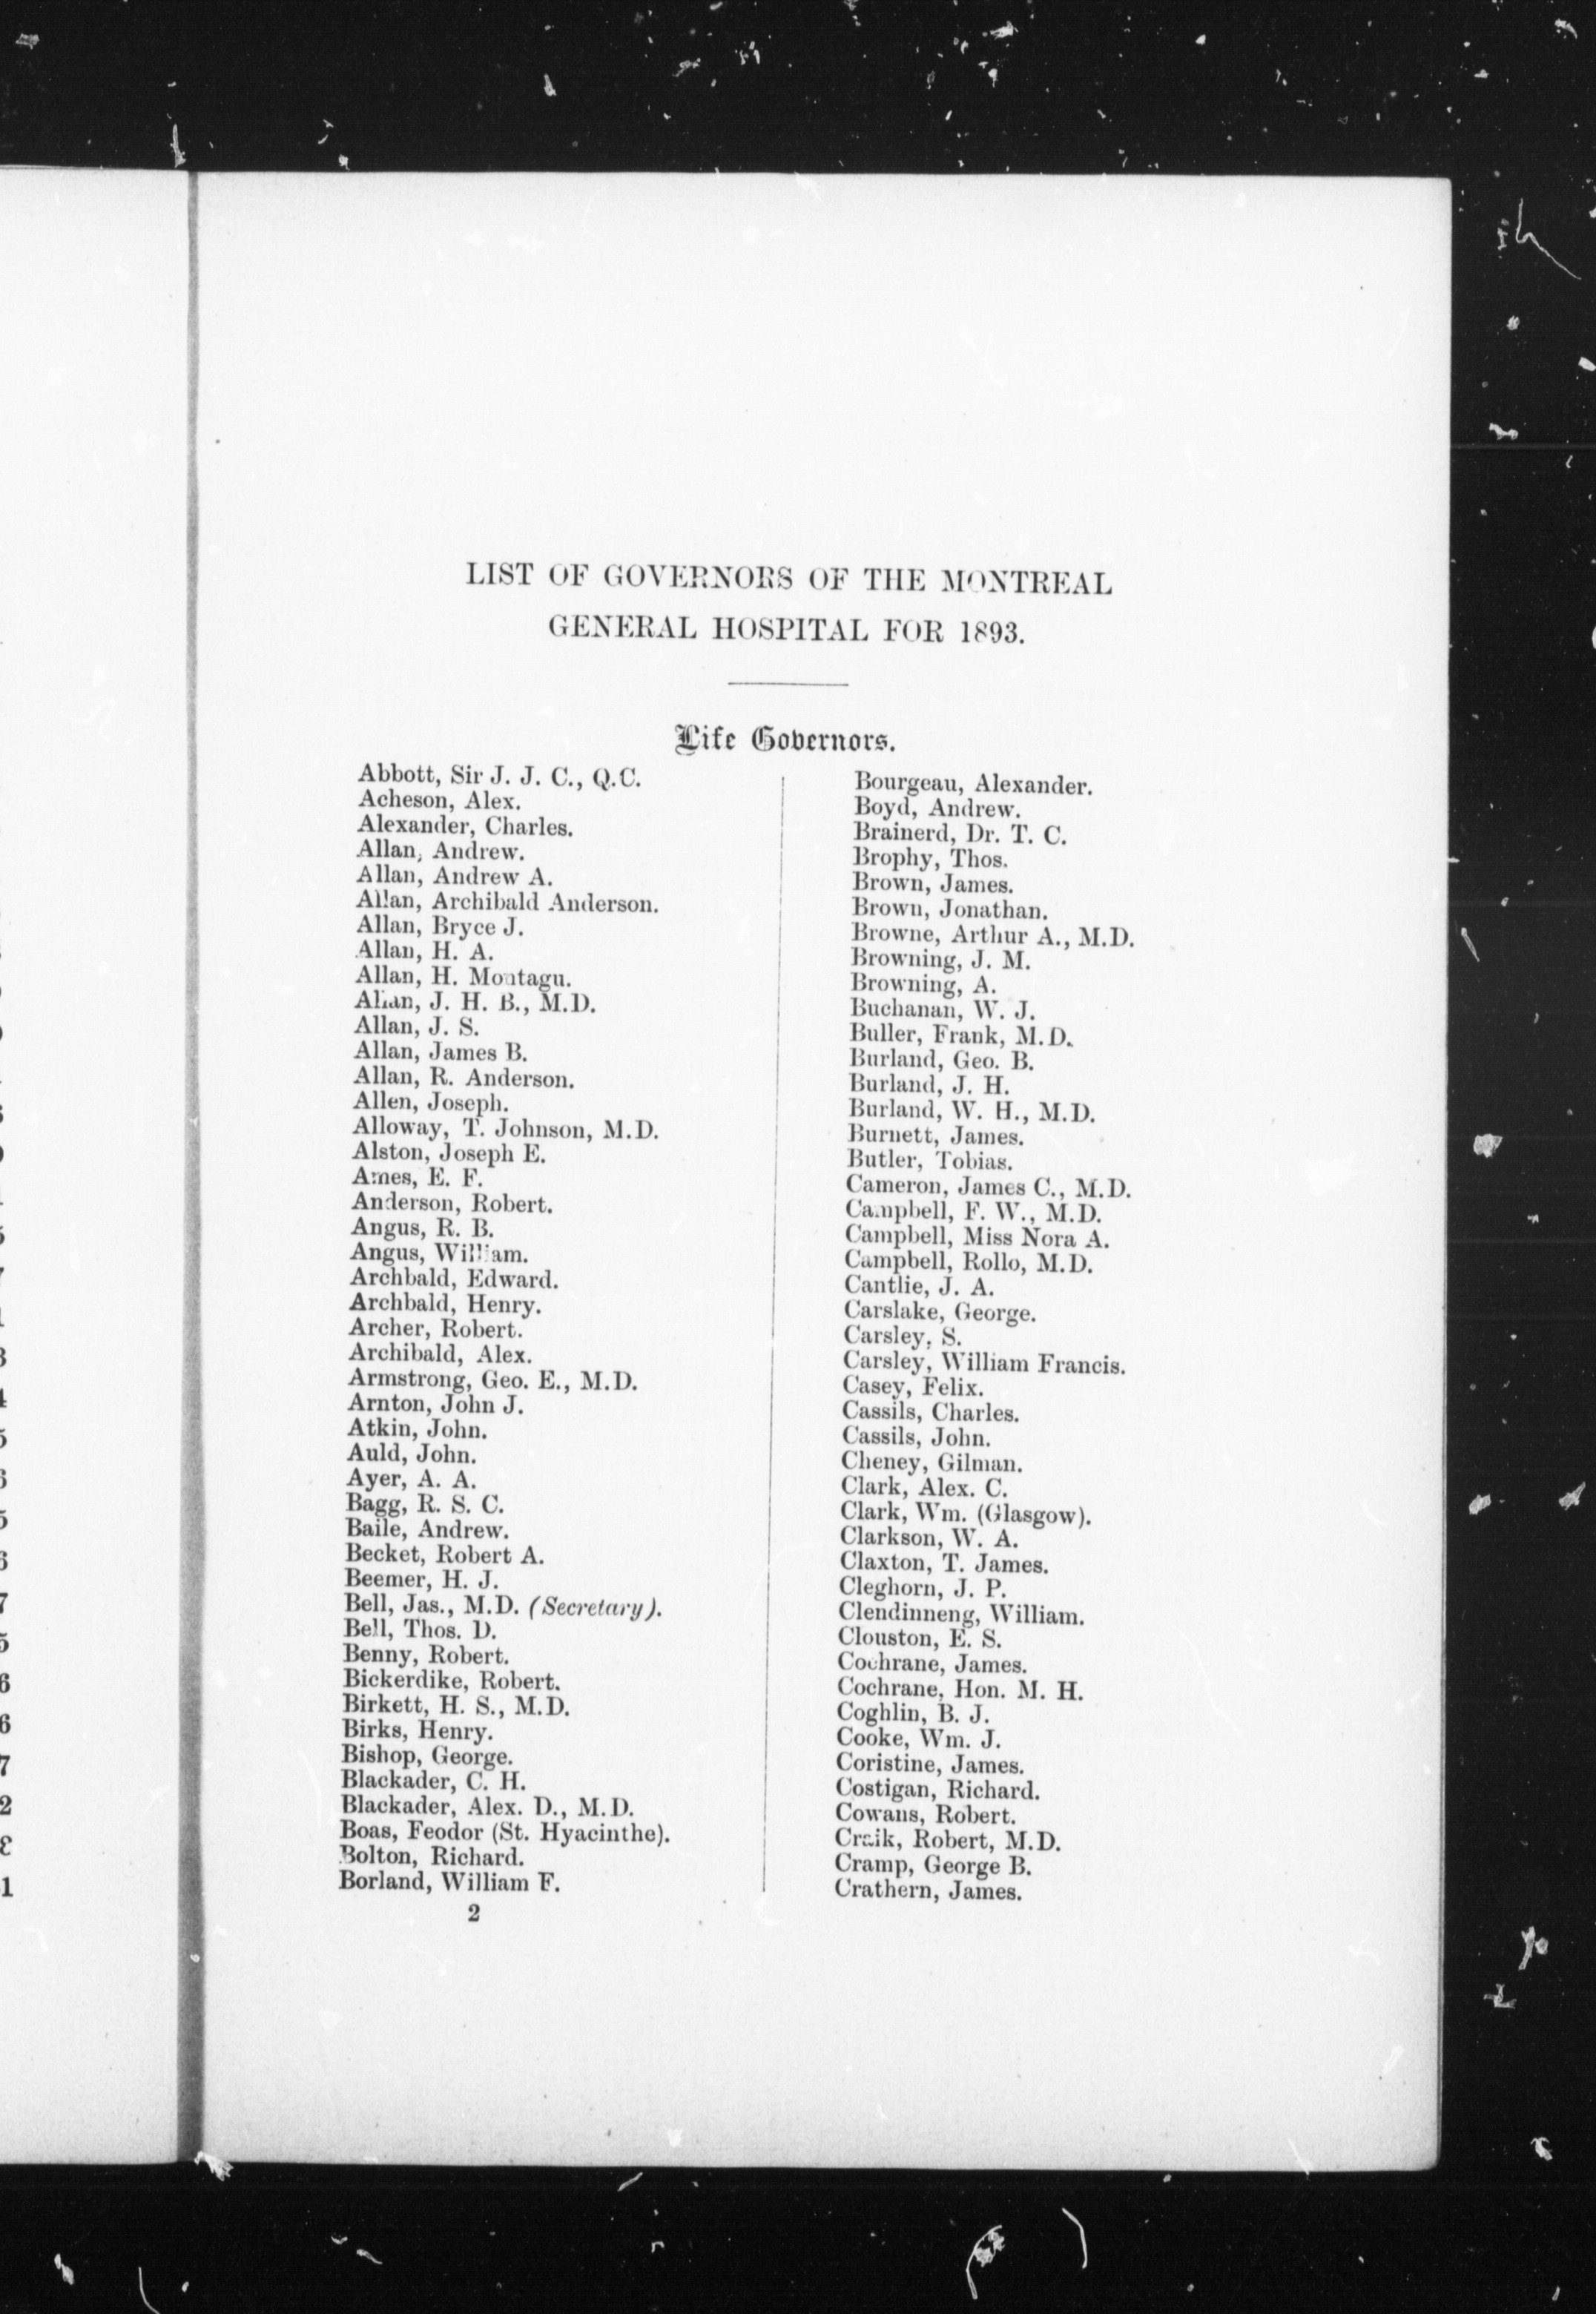 LIST OF GOVERNORS OF THE MONTREAL
GENERAL HOSPITAL FOR 1893.
Life Governors.
Abbott, Sir J. J. C., Q.C.
Acheson, Alex.
Alexander, Charles.
Allan, Andrew.
Allan, Andrew A.
Allan, Archibald Anderson.
Allan, Bryce J.
Allan, H. A.
Allan, H. Montagu.
Allan, J. H. B., M.D.
Allan, J. S.
Allan, James B.
Allan, R. Anderson.
Allen, Joseph.
Alloway, T. Johnson, M.D.
Alston, Joseph E.
Ames, E. F.
Anderson, Robert.
Angus, R. B.
Angus, William.
Archbald, Edward.
Archbald, Henry.
Archer, Robert.
Archibald, Alex.
Armstrong, Geo. E., M.D.
Arnton, John J.
Atkin, John.
Auld, John.
Ayer, A. A.
Bagg, R. S. C.
Baile, Andrew.
Becket, Robert A.
Beemer, H. J.
Bell, Jas., M.D. (Secretary).
Bell, Thos. D.
Benny, Robert.
Bickerdike, Robert.
Birkett, H. S., M.D.
Birks, Henry.
Bishop, George.
Blackader, C. H.
Blackader, Alex. D., M.D.
Boas, Feodor (St. Hyacinthe).
Bolton, Richard.
Borland, William F.
Bourgeau, Alexander.
Boyd, Andrew.
Brainerd, Dr. T. C.
Brophy, Thos.
Brown, James.
Brown, Jonathan.
Browne, Arthur A., M.D.
Browning, J. M.
Browning, A.
Buchanan, W. J.
Buller, Frank, M.D.
Burland, Geo. B.
Burland, J. H.
Burland, W. H., M.D.
Burnett, James.
Butler, Tobias.
Cameron, James C., M.D.
Campbell, F. W., M.D.
Campbell, Miss Nora A.
Campbell, Rollo, M.D.
Cantlie, J. A.
Carslake, George.
Carsley, S.
Carsley, William Francis.
Casey, Felix.
Cassils, Charles.
Cassils, John.
Cheney, Gilman.
Clark, Alex. C.
Clark, Wm. (Glasgow).
Clarkson, W. A.
Claxton, T. James.
Cleghorn, J. P.
Clendinneng, William.
Clouston, E. S.
Cochrane, James.
Cochrane, Hon. M. H.
Coghlin, B. J.
Cooke, Wm. J.
Coristine, James.
Costigan, Richard.
Cowans, Robert.
Craik, Robert, M.D.
Cramp, George B.
Crathern, James.
2